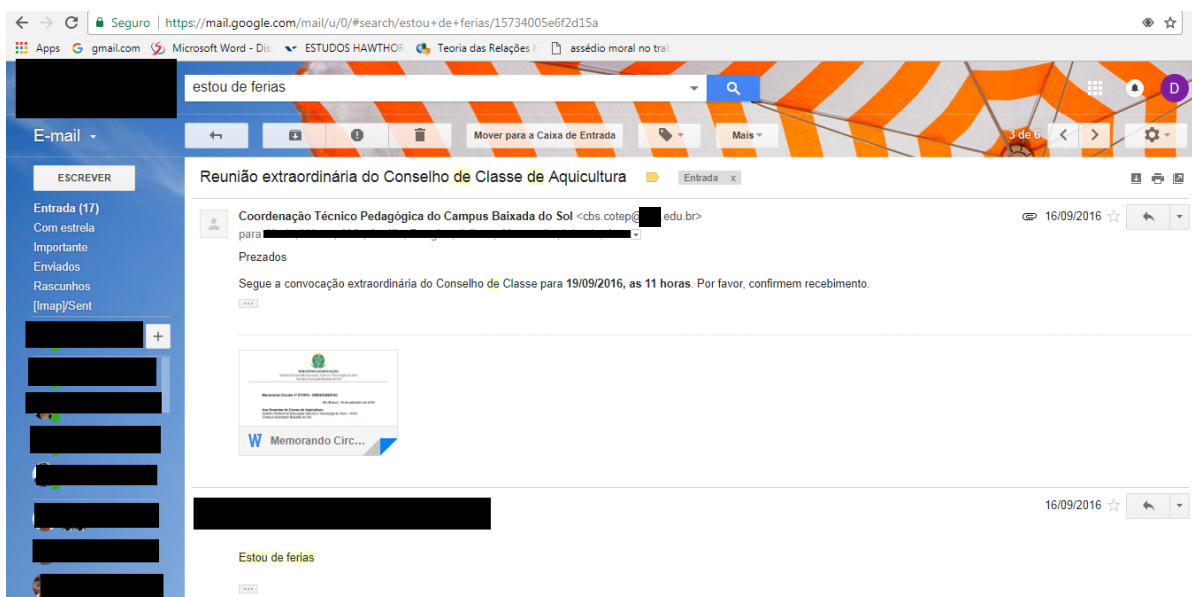 Seguro | https://mail.google.com/mail/u/0/#search/estou+de+ferias/15734005e6f2d15a
Apps gmail.com Microsoft Word - Dis ESTUDOS HAWTHOR Teoria das Relações H assédio moral no trab
estou de ferias
D
E-mail
Mover para a Caixa de Entrada Mais 3 de 6
ESCREVER
Reunião extraordinária do Conselho de Classe de Aquicultura Entrada x
Entrada (17)
Com estrela
Importante
Enviados
Rascunhos
[Imap]/Sent
Coordenação Técnico Pedagógica do Campus Baixada do Sol <cbs.cotep@ .edu.br> 16/09/2016
para
Prezados
Segue a convocação extraordinária do Conselho de Classe para 19/09/2016, as 11 horas. Por favor, confirmem recebimento.
W Memorando Circ...
16/09/2016
Estou de ferias